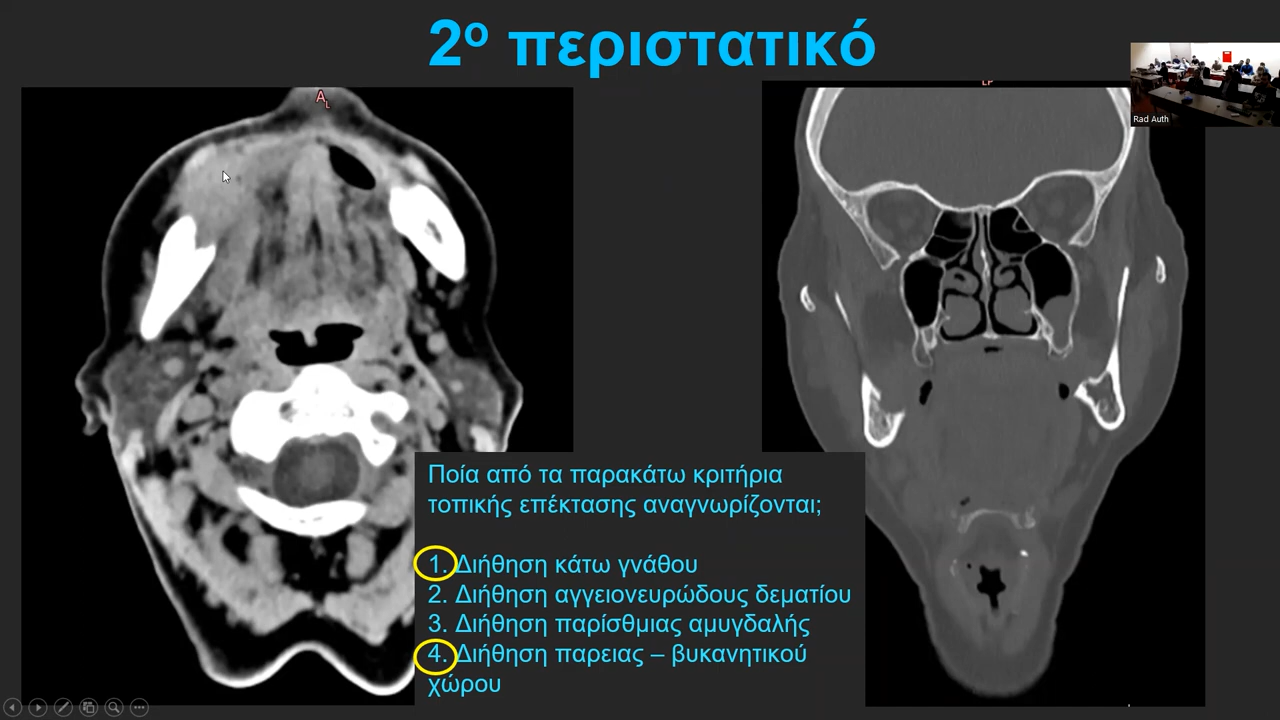 2ο περιστατικό
A
L
LP
Rad Auth
Ποία από τα παρακάτω κριτήρια
τοπικής επέκτασης αναγνωρίζονται;
1. Διήθηση κάτω γνάθου
2. Διήθηση αγγειονευρώδους δεματίου
3. Διήθηση παρίσθμιας αμυγδαλής
4. Διήθηση παρειας – βυκανητικού
χώρου